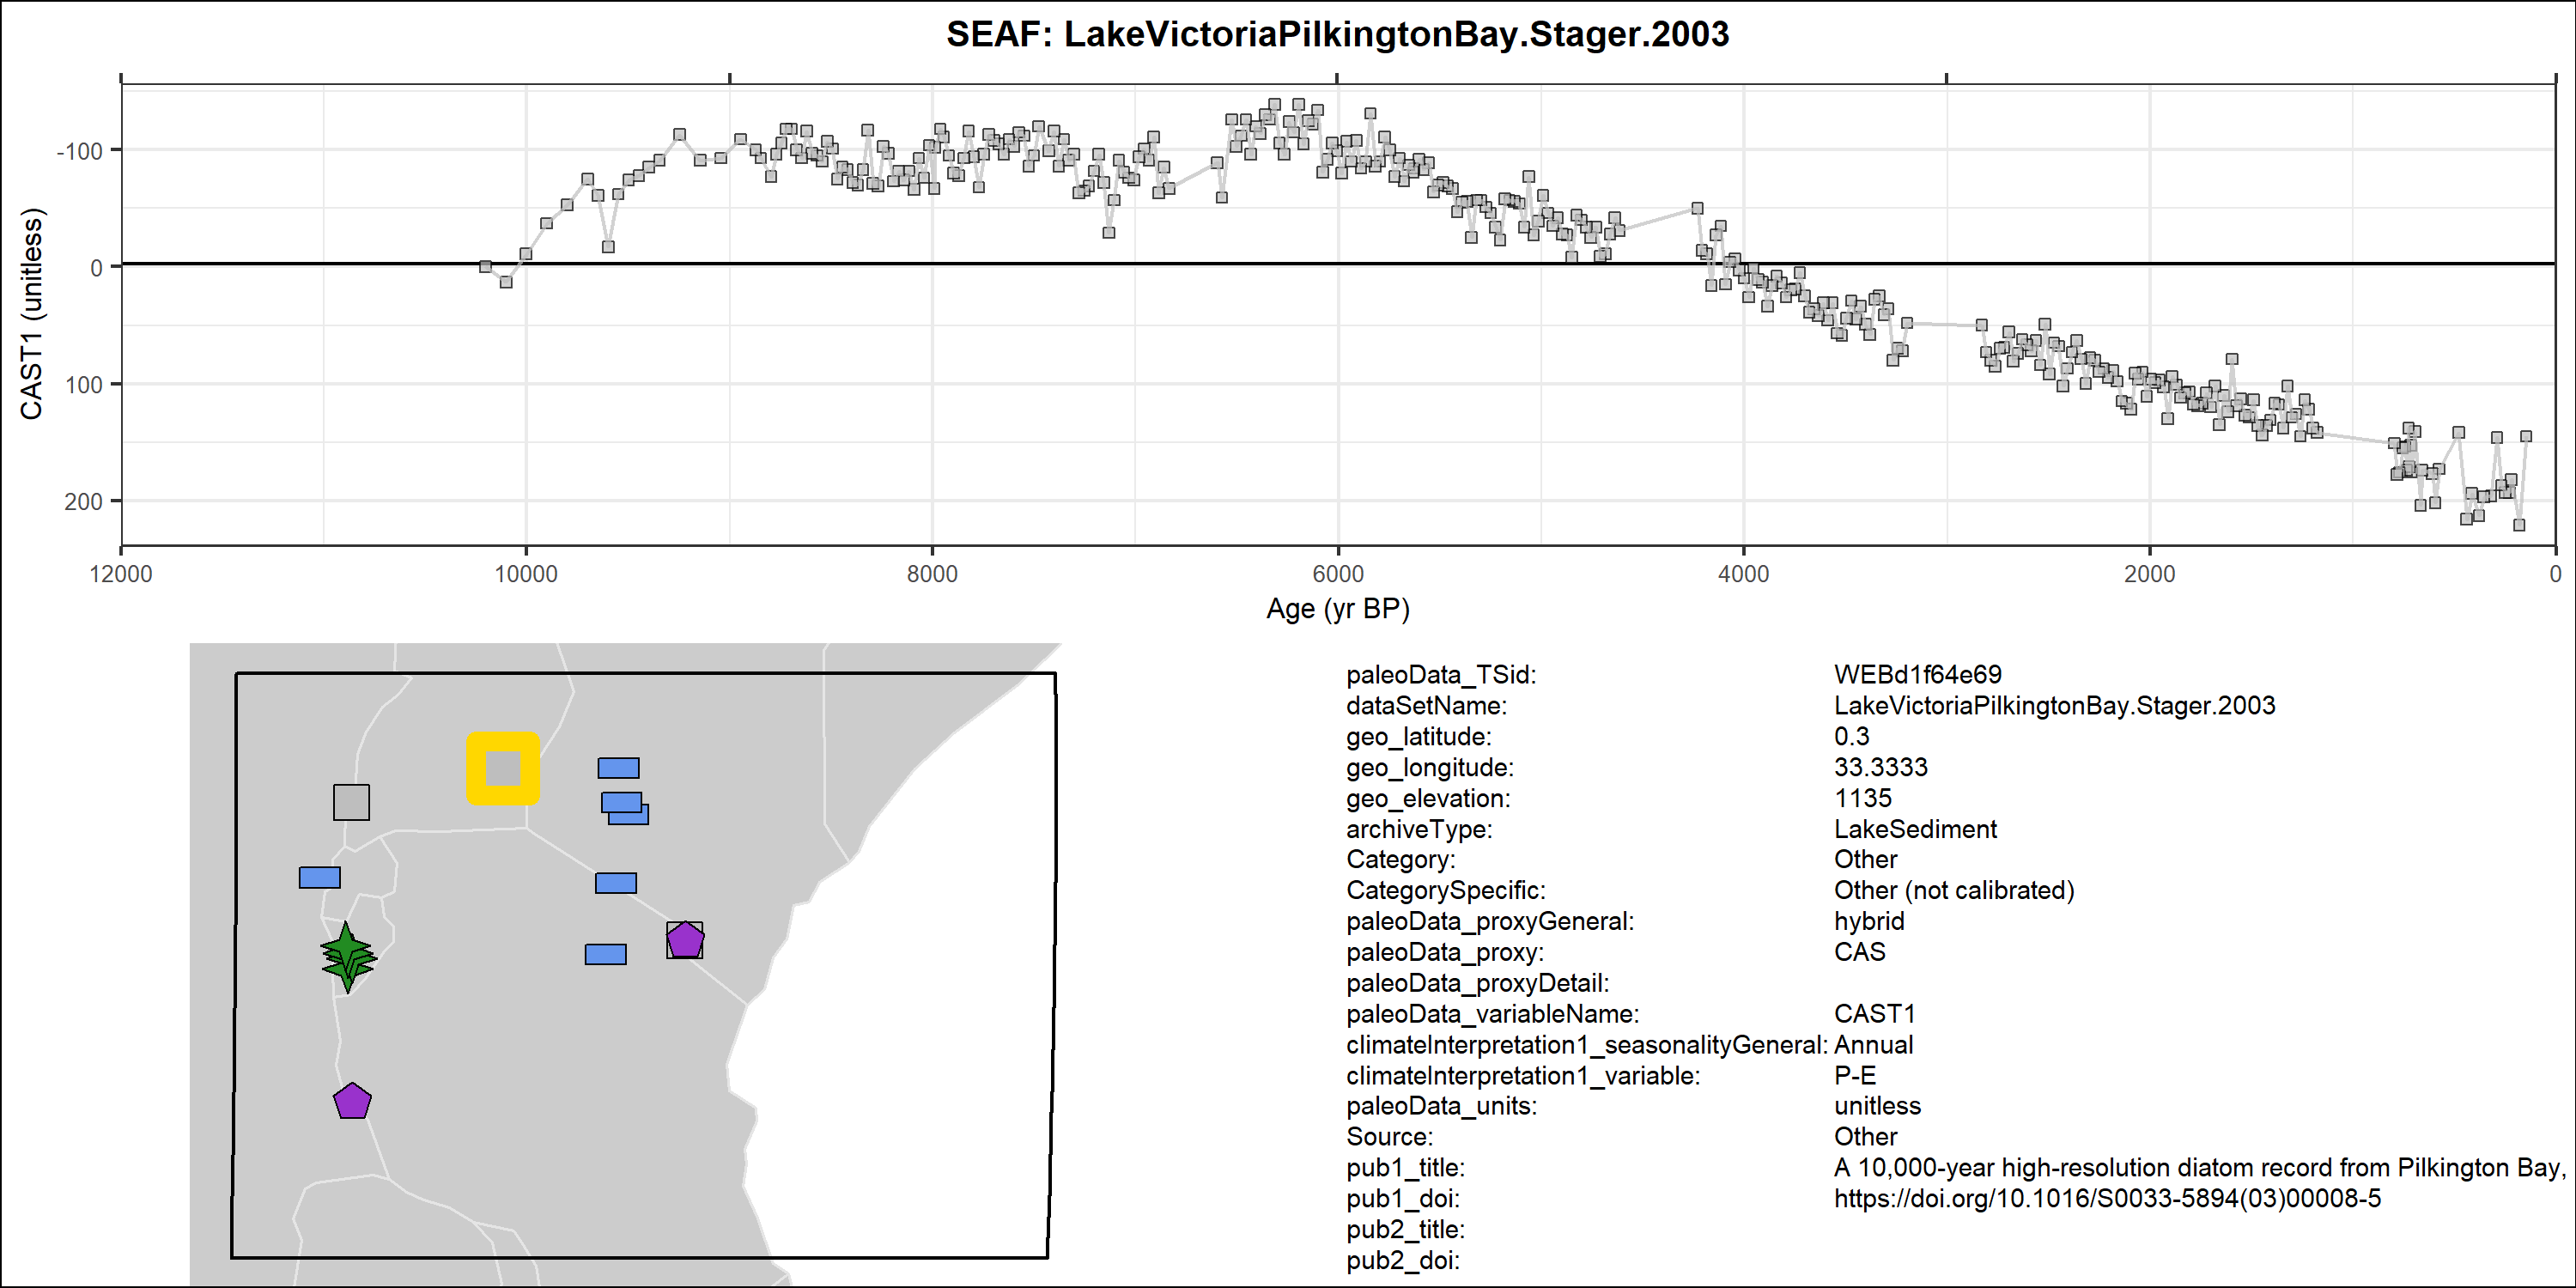 SEAF: LakeVictoriaPilkingtonBay.Stager.2003
CAST1 (unitless)
-100
0
100
200
12000 10000 8000 6000 4000 2000 0
Age (yr BP)
paleoData_TSid: WEBd1f64e69
dataSetName: LakeVictoriaPilkingtonBay.Stager.2003
geo_latitude: 0.3
geo_longitude: 33.3333
geo_elevation: 1135
archiveType: LakeSediment
Category: Other
CategorySpecific: Other (not calibrated)
paleoData_proxyGeneral: hybrid
paleoData_proxy: CAS
paleoData_proxyDetail:
paleoData_variableName: CAST1
climateInterpretation1_seasonalityGeneral: Annual
climateInterpretation1_variable: P-E
paleoData_units: unitless
Source: Other
pub1_title: A 10,000-year high-resolution diatom record from Pilkington Bay,
pub1_doi: https://doi.org/10.1016/S0033-5894(03)00008-5
pub2_title:
pub2_doi: